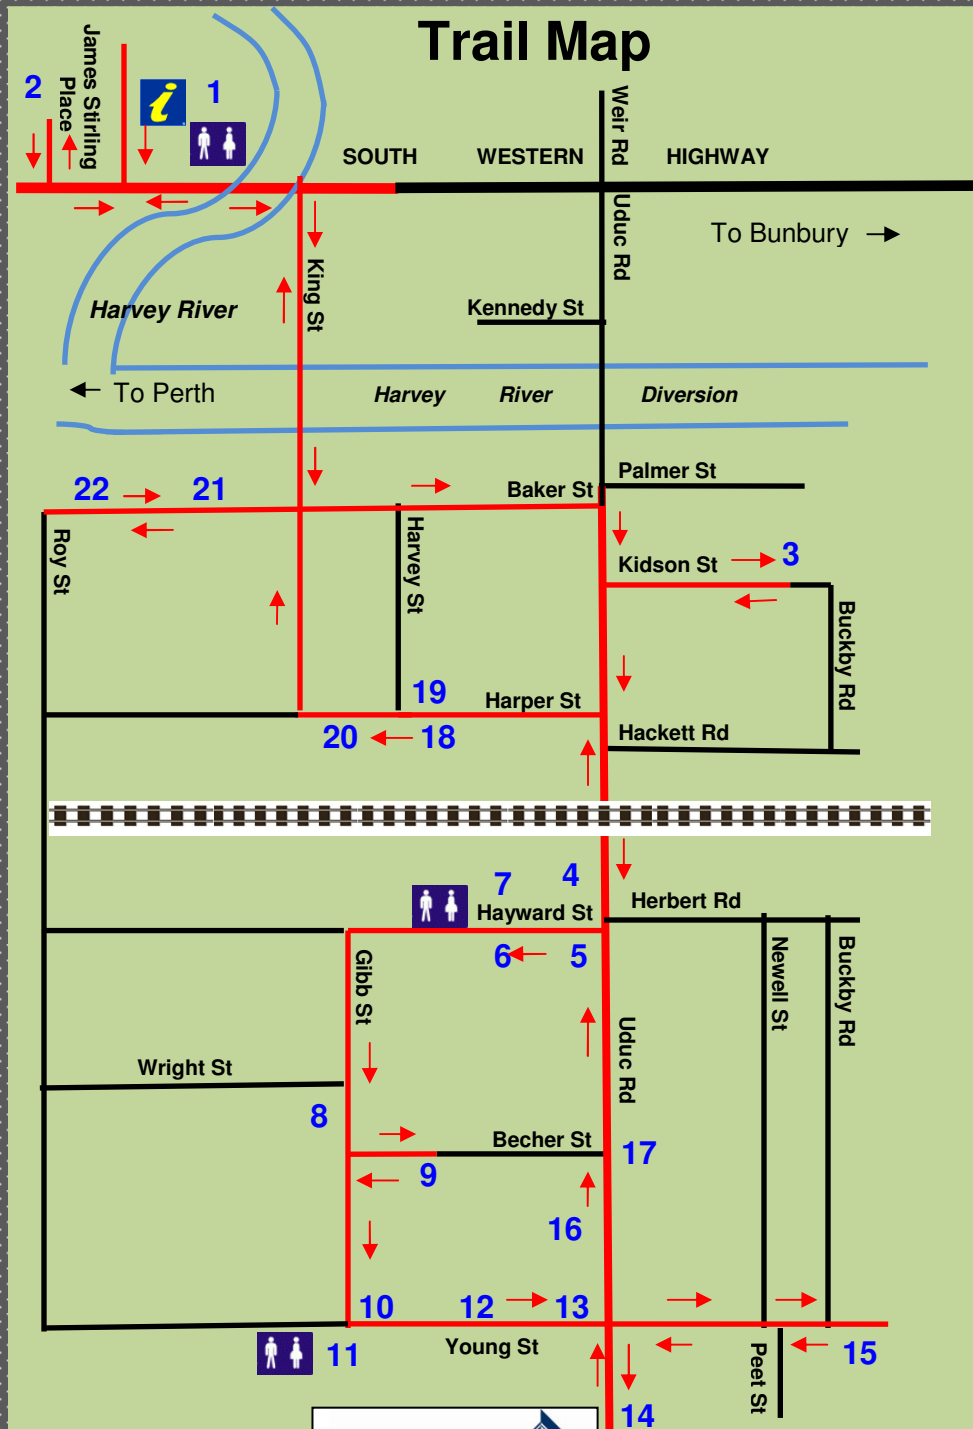 Trail Map
James Stirling
Place
2
i
1
Weir Rd
SOUTH WESTERN HIGHWAY
Uduc Rd
To Bunbury
King St
Harvey River
Kennedy St
To Perth
Harvey River Diversion
Palmer St
22
21
Baker St
Roy St
Harvey St
Kidson St
3
Buckby Rd
19
Harper St
20
18
Hackett Rd
7
4
Hayward St
Herbert Rd
6
5
Gibb St
Newell St
Buckby Rd
Uduc Rd
Wright St
8
Becher St
17
9
16
10
12
13
11
Young St
Peet St
15
14